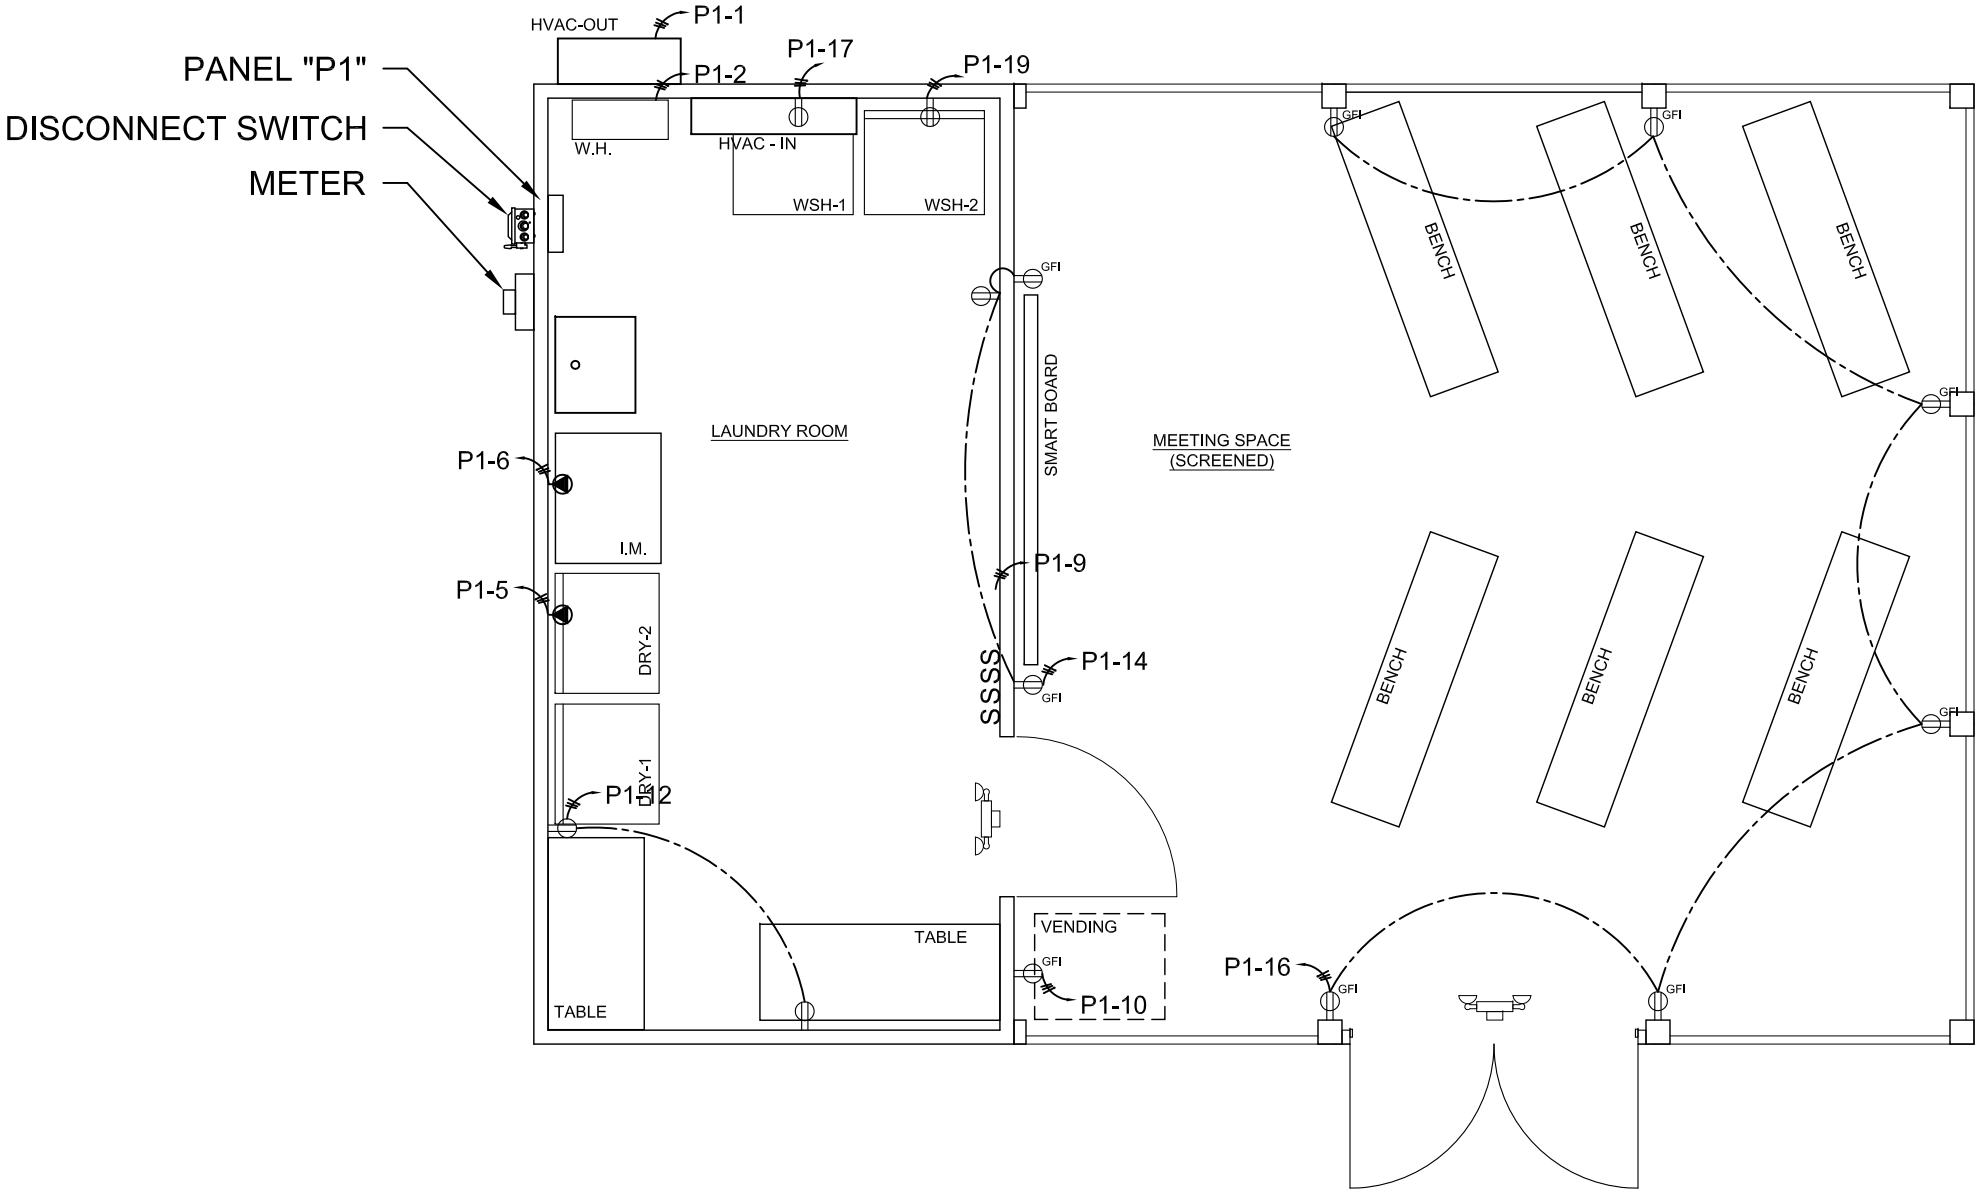 HVAC-OUT
P1-1
P1-17
P1-19
PANEL "P1"
P1-2
DISCONNECT SWITCH
W.H.
HVAC - IN
METER
WSH-1
WSH-2
GFI
GFI
BENCH
BENCH
BENCH
GFI
SMART BOARD
GFI
LAUNDRY ROOM
MEETING SPACE
(SCREENED)
P1-6
I.M.
P1-9
P1-5
DRY-2
SSSS
P1-14
GFI
BENCH
BENCH
BENCH
GFI
DRY-1
P1-12
VENDING
TABLE
GFI
P1-10
P1-16
GFI
GFI
TABLE